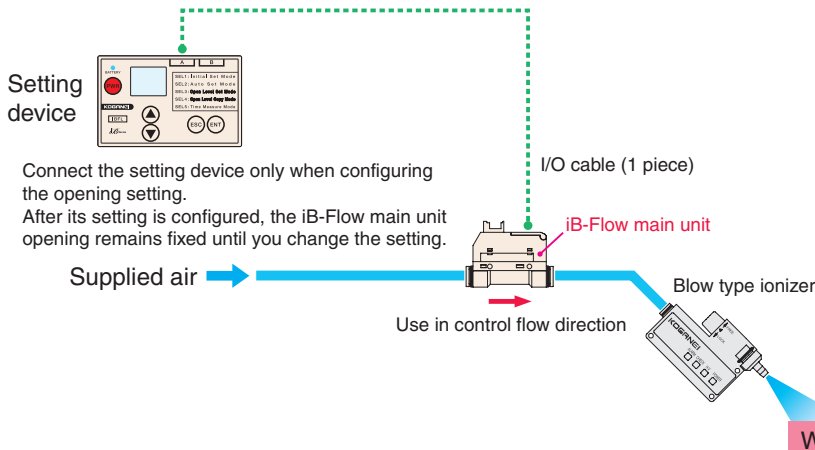 A B
BATTERY
PWR
SEL1: Initial Set Mode
SEL2: Auto Set Mode
SEL3: Open Level Set Mode
SEL4: Open Level Copy Mode
SEL5: Time Measure Mode
KOGANEI
ESC ENT
Setting
device
Connect the setting device only when configuring
the opening setting.
After its setting is configured, the iB-Flow main unit
opening remains fixed until you change the setting.
I/O cable (1 piece)
iB-Flow main unit
Supplied air
Use in control flow direction
Blow type ionizer
KOGANEI
W